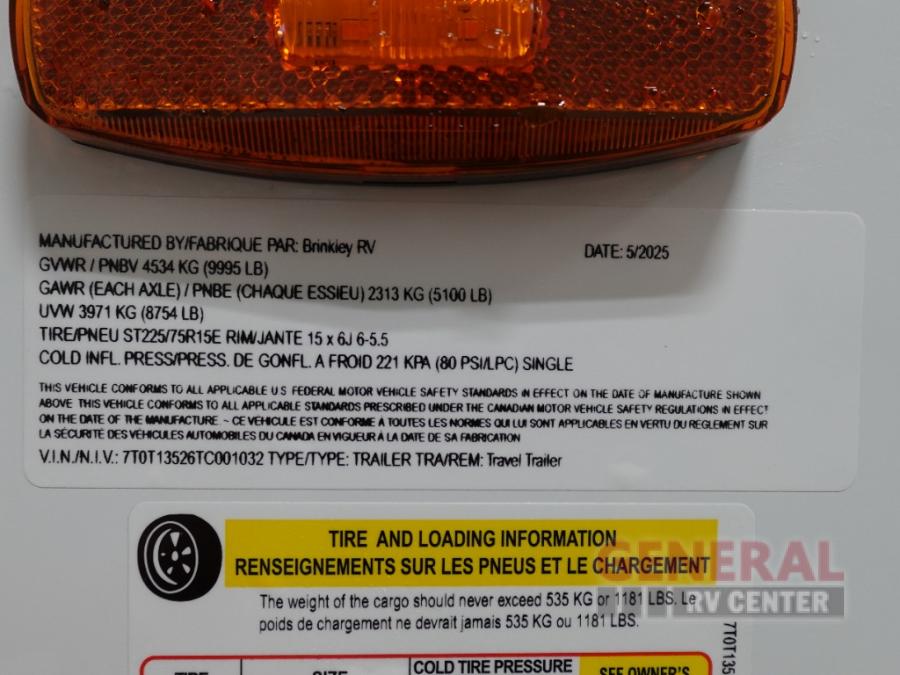 MANUFACTURED BY/FABRIQUE PAR: Brinkley RV DATE: 5/2025
GVWR / PNBV 4534 KG (9995 LB)
GAWR (EACH AXLE) / PNBE (CHAQUE ESSIEU) 2313 KG (5100 LB)
UVW 3971 KG (8754 LB)
TIRE/PNEU ST225/75R15E RIM/JANTE 15 x 6J 6-5.5
COLD INFL. PRESS/PRESS. DE GONFL. A FROID 221 KPA (80 PSI/LPC) SINGLE
THIS VEHICLE CONFORMS TO ALL APPLICABLE U S FEDERAL MOTOR VEHICLE SAFETY STANDARDS IN EFFECT ON THE DATE OF MANUFACTURE SHOWN
ABOVE THIS VEHICLE CONFORMS TO ALL APPLICABLE STANDARDS PRESCRIBED UNDER THE CANADIAN MOTOR VEHICLE SAFETY REGULATIONS IN EFFECT
ON THE DATE OF THE MANUFACTURE. ~ CE VEHICULE EST CONFORME A TOUTES LES NORMES QUI LUI SONT APPLICABLES EN VERTU DU REGLEMENT SUR
LA SÉCURITÉ DES VEHICULES AUTOMOBILES DU CANADA EN VIGUEUR À LA DATE DE SA FABRICATION
V.I.N./N.I.V.: 7T0T13526TC001032 TYPE/TYPE: TRAILER TRA/REM: Travel Trailer
TIRE AND LOADING INFORMATION
RENSEIGNEMENTS SUR LES PNEUS ET LE CHARGEMENT
The weight of the cargo should never exceed 535 KG or 1181 LBS. Le
poids de chargement ne devrait jamais 535 KG ou 1181 LBS.
GENERAL
RV CENTER
7T0T135
TIRE SIZE COLD TIRE PRESSURE SEE OWNER'S